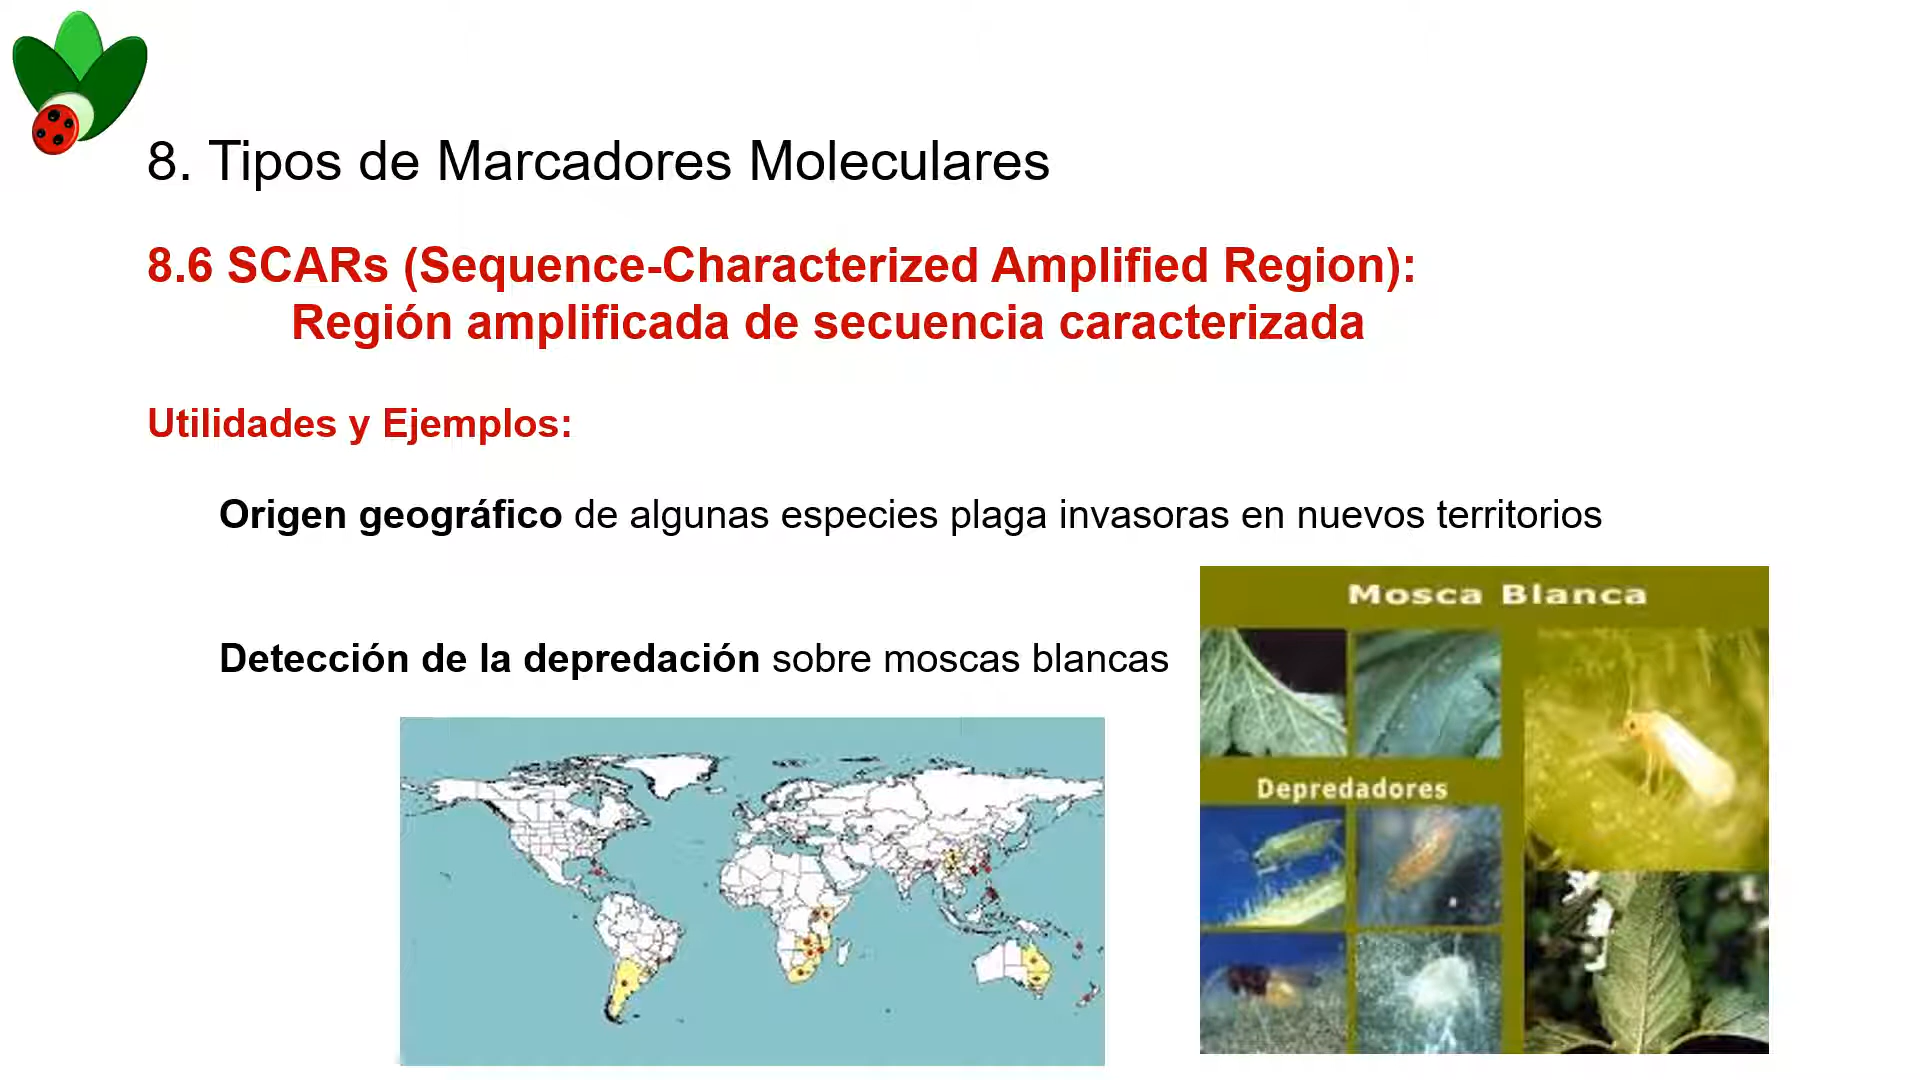 8. Tipos de Marcadores Moleculares
8.6 SCARs (Sequence-Characterized Amplified Region):
Región amplificada de secuencia caracterizada
Utilidades y Ejemplos:
Origen geográfico de algunas especies plaga invasoras en nuevos territorios
Detección de la depredación sobre moscas blancas
Mosca Blanca
Depredadores